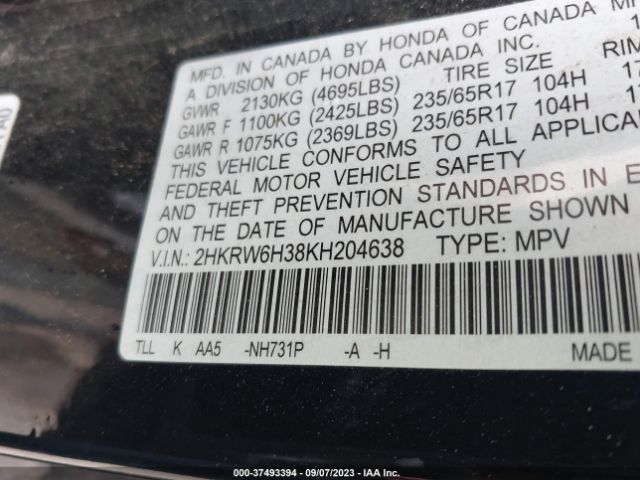 MFD. IN CANADA BY HONDA OF CANADA
A DIVISION OF HONDA CANADA INC.
GVWR 2130KG (4695LBS) TIRE SIZE RIM
GAWR F 1100KG (2425LBS) 235/65R17 104H 17
GAWR R 1075KG (2369LBS) 235/65R17 104H
THIS VEHICLE CONFORMS TO ALL APPLICA
FEDERAL MOTOR VEHICLE SAFETY
AND THEFT PREVENTION STANDARDS IN E
ON THE DATE OF MANUFACTURE SHOWN
V.I.N.: 2HKRW6H38KH204638 TYPE: MPV
TLL K AA5 -NH731P -A -H MADE
000-37493394 - 09/07/2023 - IAA Inc.